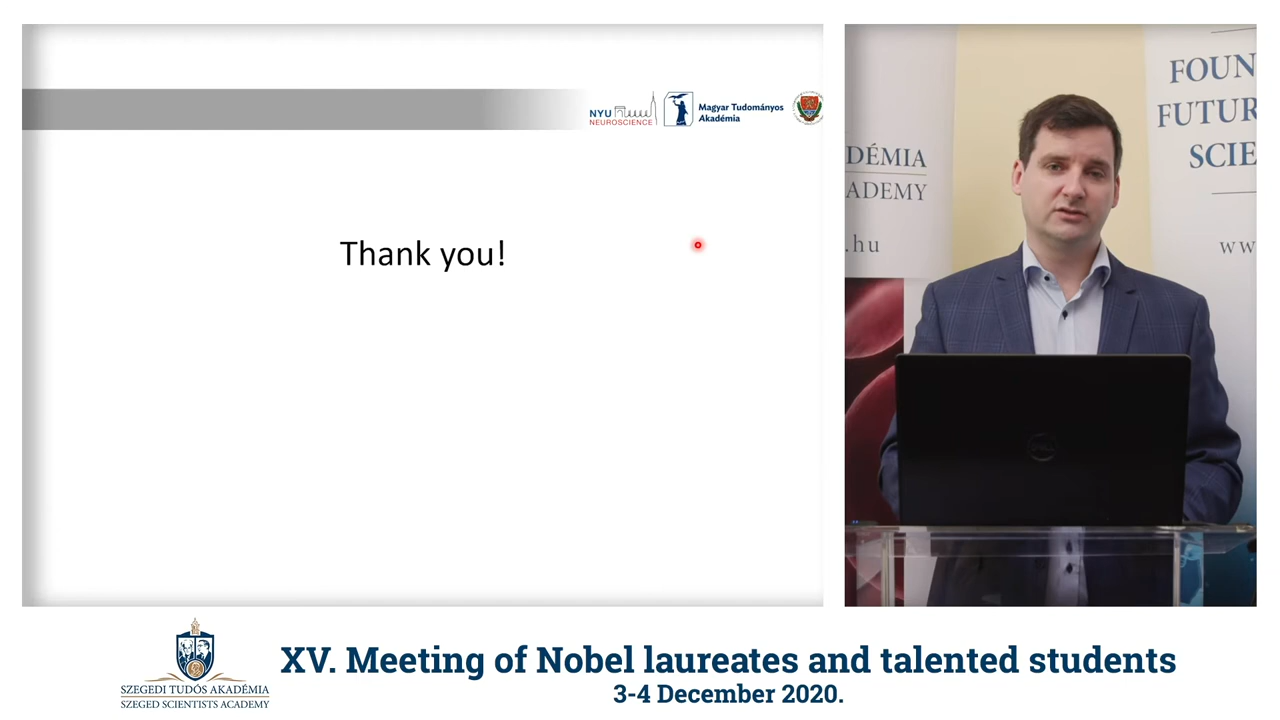 NYU
NEUROSCIENCE
Magyar Tudományos
Akadémia
Thank you!
DÉMIA
ADEMY
.hu
FOUN
FUTUR
SCIE
ww
DELL
SZEGEDI TUDÓS AKADÉMIA
SZEGED SCIENTISTS ACADEMY
XV. Meeting of Nobel laureates and talented students
3-4 December 2020.